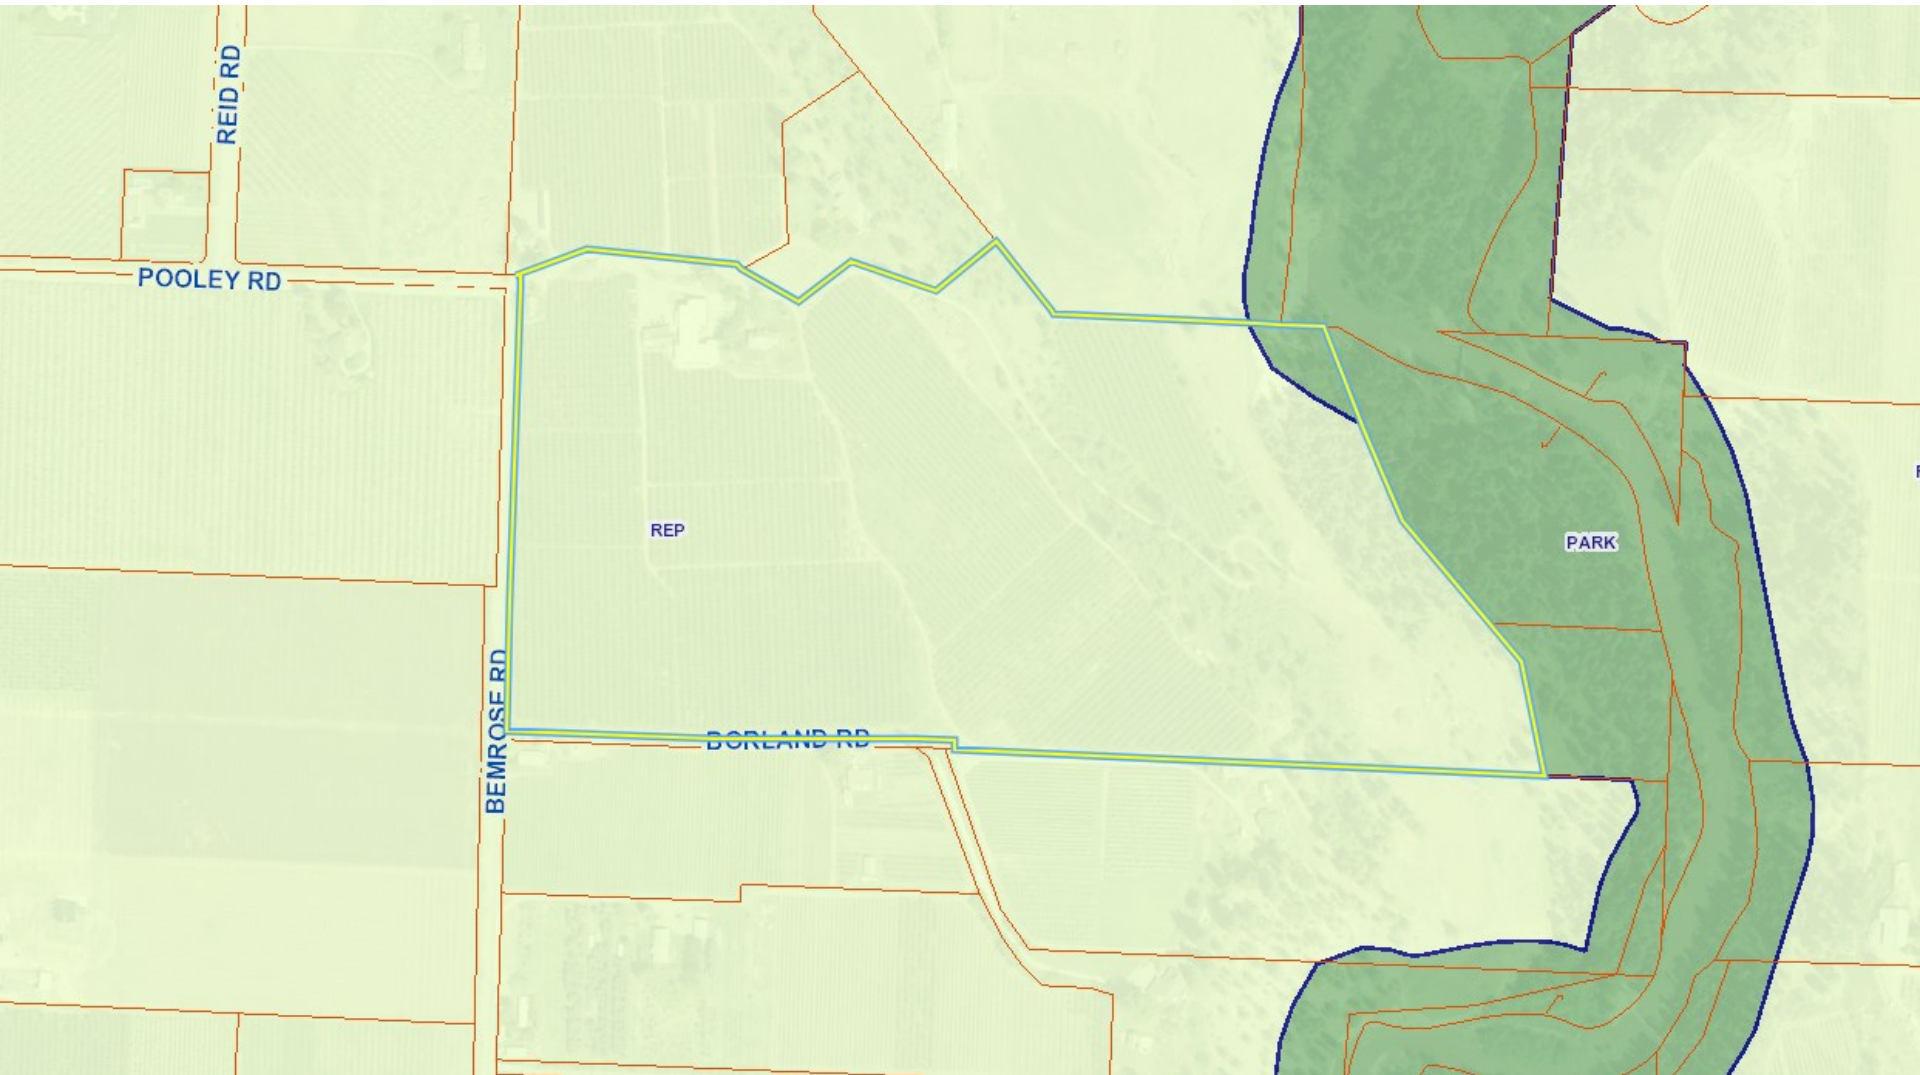 REID RD
POOLEY RD
REP
PARK
BEMROSE RD
BORLAND RD